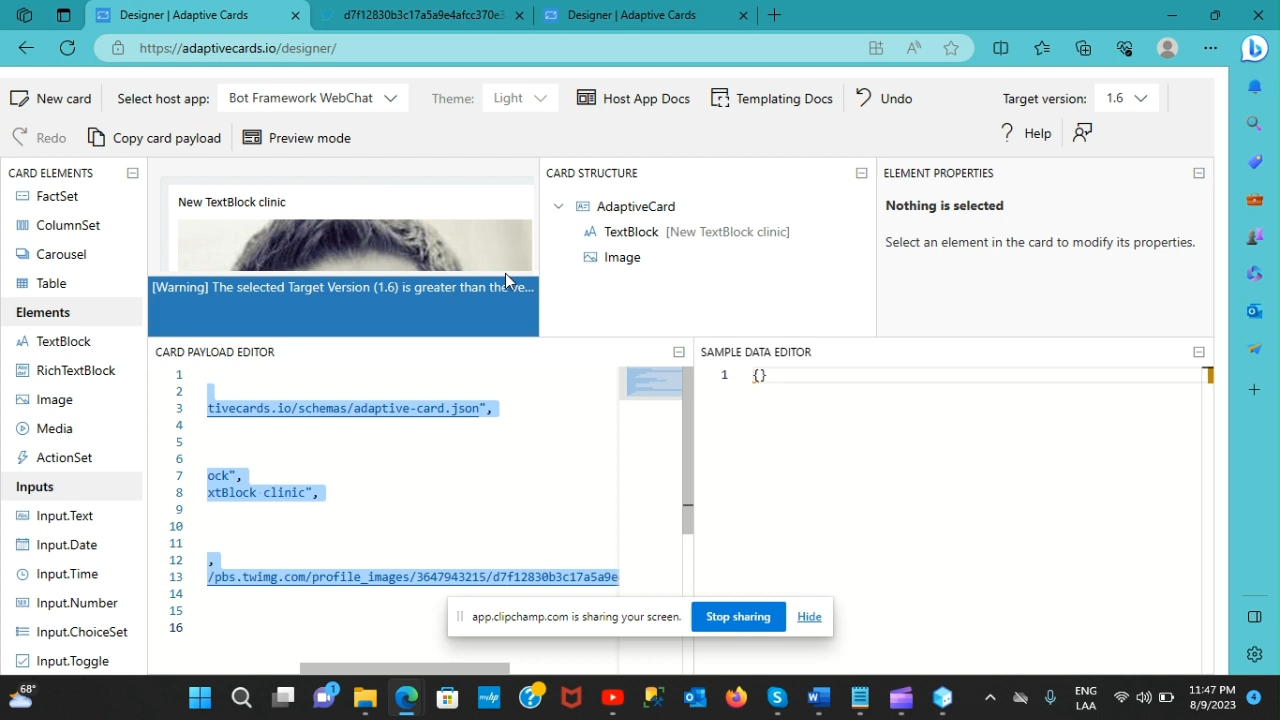 Designer | Adaptive Cards
d7f12830b3c17a5a9e4afcc370e3
Designer | Adaptive Cards
https://adaptivecards.io/designer/
New card
Select host app:
Bot Framework WebChat
Theme:
Light
Host App Docs
Templating Docs
Undo
Target version:
1.6
Redo
Copy card payload
Preview mode
Help
CARD ELEMENTS
FactSet
ColumnSet
Carousel
Table
Elements
TextBlock
RichTextBlock
Image
Media
ActionSet
Inputs
Input.Text
Input.Date
Input.Time
Input.Number
Input.ChoiceSet
Input.Toggle
New TextBlock clinic
[Warning] The selected Target Version (1.6) is greater than the ve...
CARD STRUCTURE
AdaptiveCard
TextBlock [New TextBlock clinic]
Image
ELEMENT PROPERTIES
Nothing is selected
Select an element in the card to modify its properties.
CARD PAYLOAD EDITOR
1
2
3 tivecards.io/schemas/adaptive-card.json",
4
5
6
7 ock",
8 xtBlock clinic",
9
10
11
12 ,
13 /pbs.twimg.com/profile_images/3647943215/d7f12830b3c17a5a9e
14
15
16
SAMPLE DATA EDITOR
1 {}
app.clipchamp.com is sharing your screen.
Stop sharing
Hide
68°
ENG
LAA
11:47 PM
8/9/2023
4